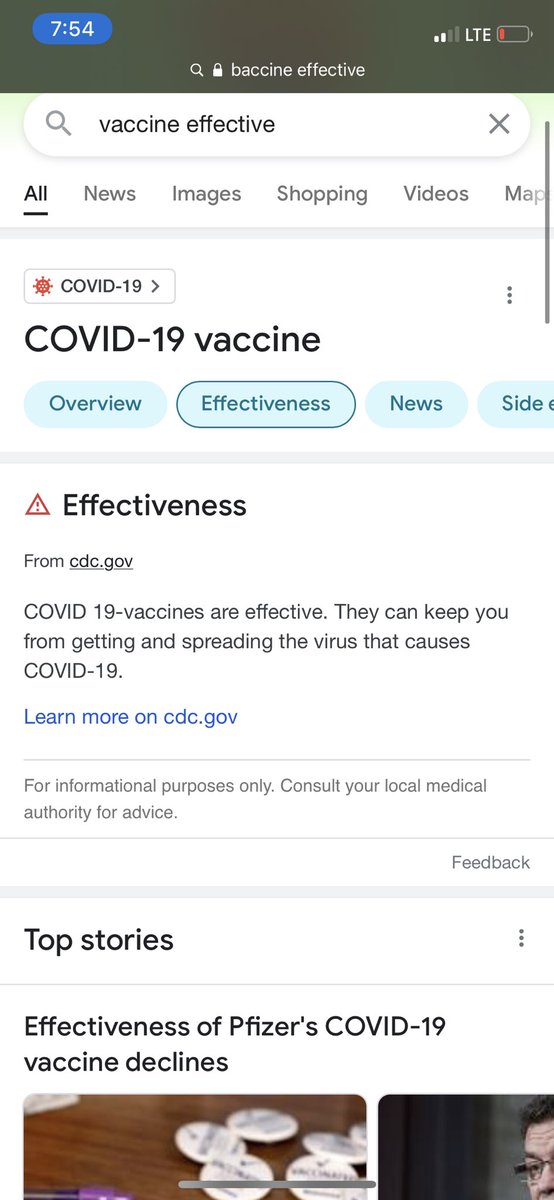 7:54
LTE
baccine effective
vaccine effective
All News Images Shopping Videos Map
COVID-19
COVID-19 vaccine
Overview Effectiveness News Side e
Effectiveness
From cdc.gov
COVID 19-vaccines are effective. They can keep you
from getting and spreading the virus that causes
COVID-19.
Learn more on cdc.gov
For informational purposes only. Consult your local medical
authority for advice.
Feedback
Top stories
Effectiveness of Pfizer's COVID-19
vaccine declines